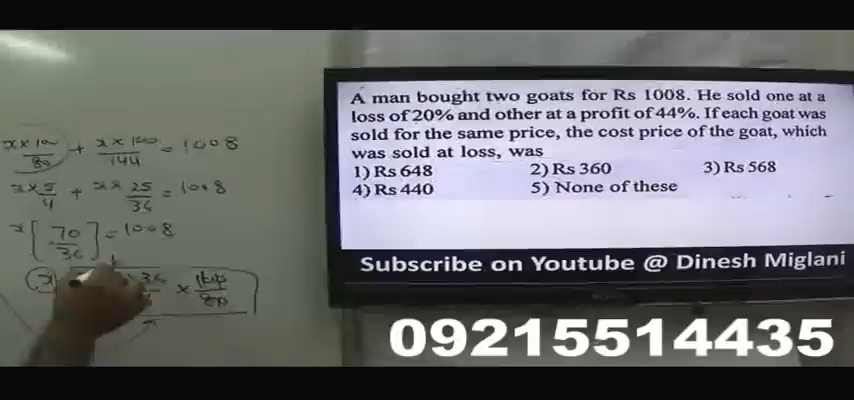 x × 100/80 + x × 100/144 = 1008
x × 5/4 + x × 25/36 = 1008
x [ 70/36 ] = 1008
x
36 × 100/80
A man bought two goats for Rs 1008. He sold one at a
loss of 20% and other at a profit of 44%. If each goat was
sold for the same price, the cost price of the goat, which
was sold at loss, was
1) Rs 648 2) Rs 360 3) Rs 568
4) Rs 440 5) None of these
Subscribe on Youtube @ Dinesh Miglani
09215514435